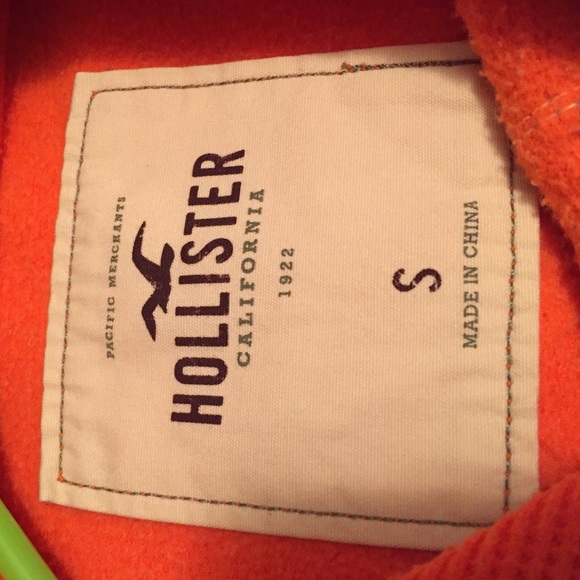 PACIFIC MERCHANTS
HOLLISTER
CALIFORNIA
1922
S
MADE IN CHINA